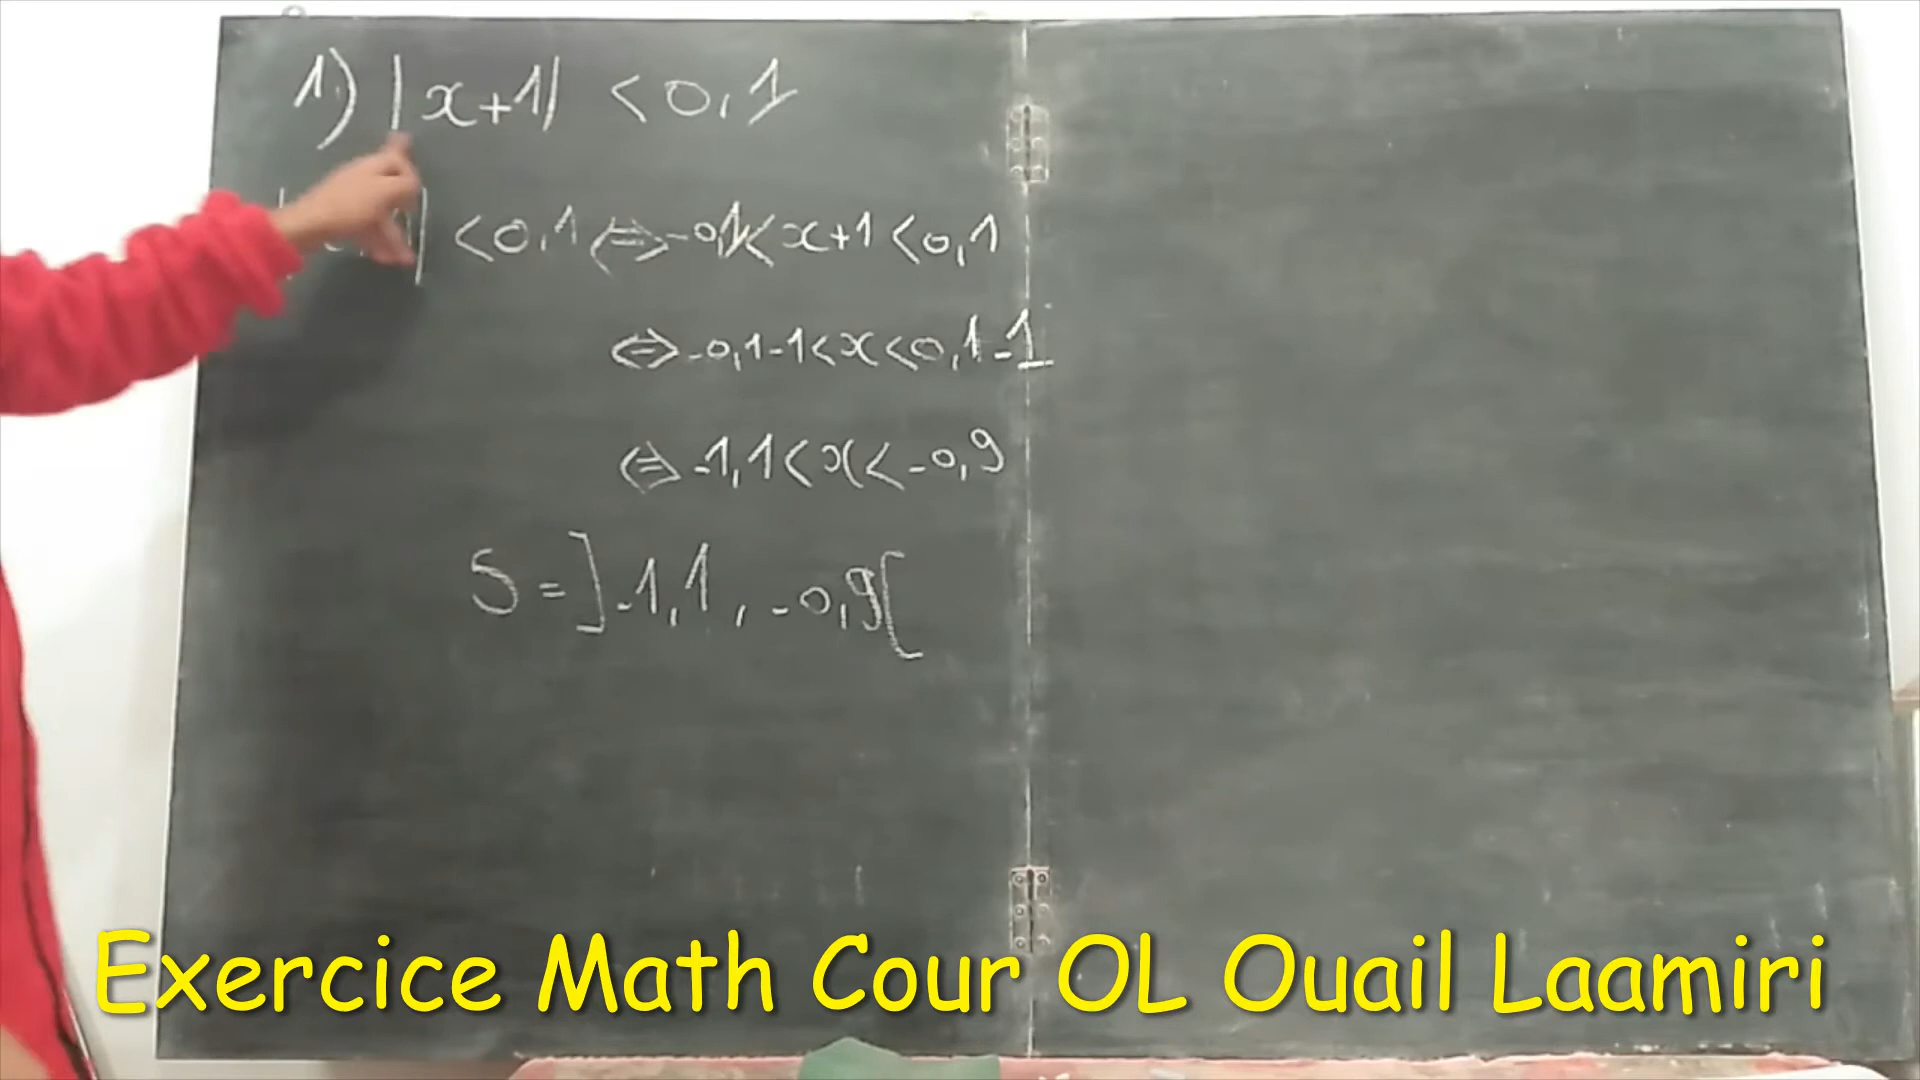 1) |x+1| < 0,1
| < 0,1 ⇔ -0,1 < x+1 < 0,1
⇔ -0,1-1 < x < 0,1-1
⇔ -1,1 < x < -0,9
S = ]-1,1 , -0,9[
Exercice Math Cour OL Ouail Laamiri